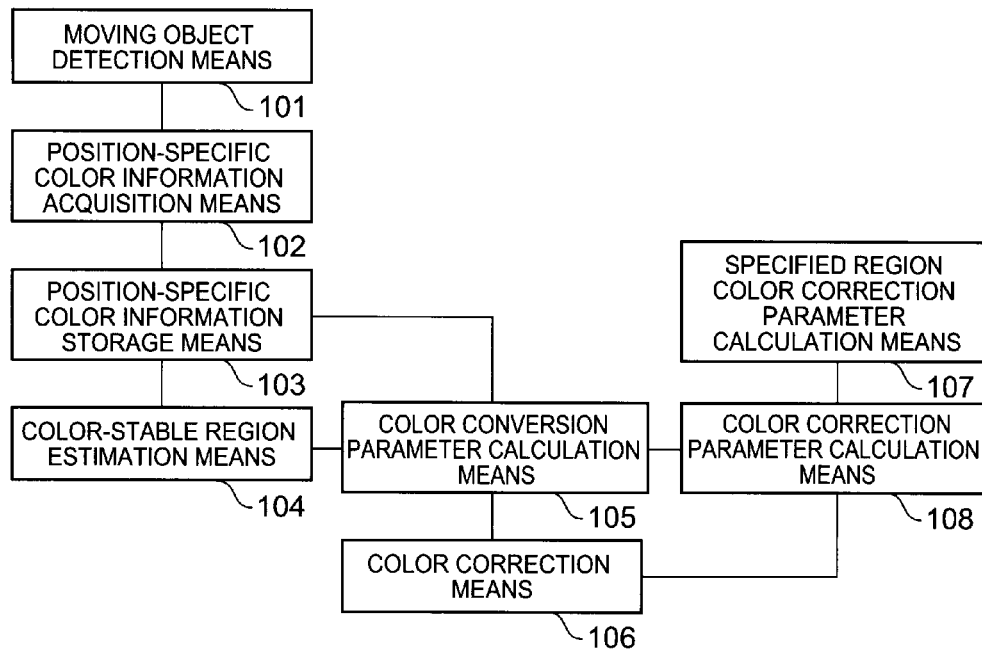 MOVING OBJECT
DETECTION MEANS
101
POSITION-SPECIFIC
COLOR INFORMATION
ACQUISITION MEANS
102
POSITION-SPECIFIC
COLOR INFORMATION
STORAGE MEANS
103
COLOR-STABLE REGION
ESTIMATION MEANS
104
COLOR CONVERSION
PARAMETER CALCULATION
MEANS
105
COLOR CORRECTION
MEANS
106
SPECIFIED REGION
COLOR CORRECTION
PARAMETER
CALCULATION MEANS
107
COLOR CORRECTION
PARAMETER CALCULATION
MEANS
108